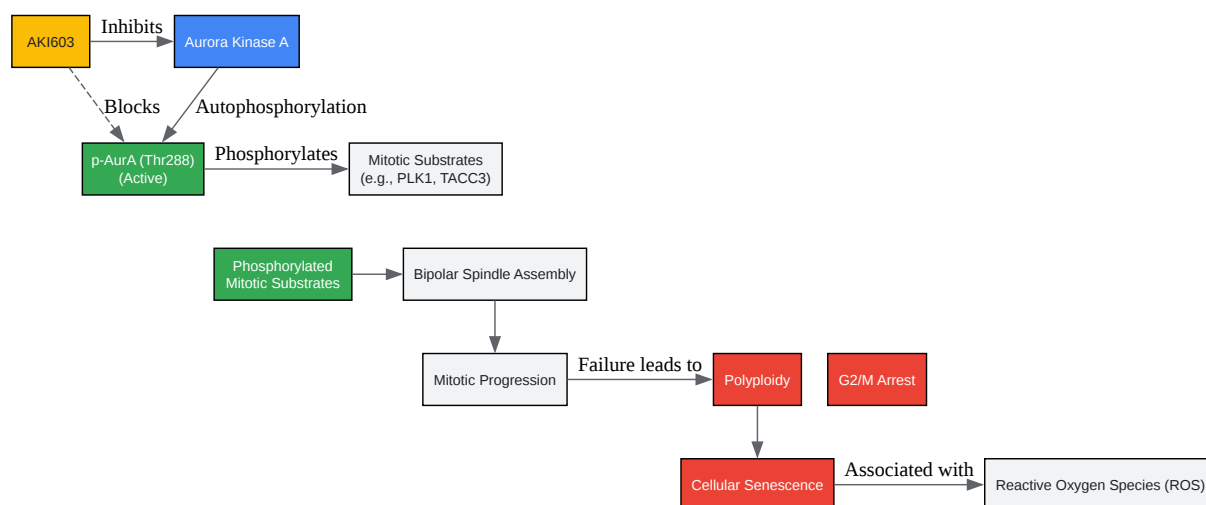 Inhibits
AKI603
Aurora Kinase A
Blocks
Autophosphorylation
p-AurA (Thr288)
(Active)
Phosphorylates
Mitotic Substrates
(e.g., PLK1, TACC3)
Phosphorylated
Mitotic Substrates
Bipolar Spindle Assembly
Mitotic Progression
Failure leads to
Polyploidy
G2/M Arrest
Cellular Senescence
Associated with
Reactive Oxygen Species (ROS)